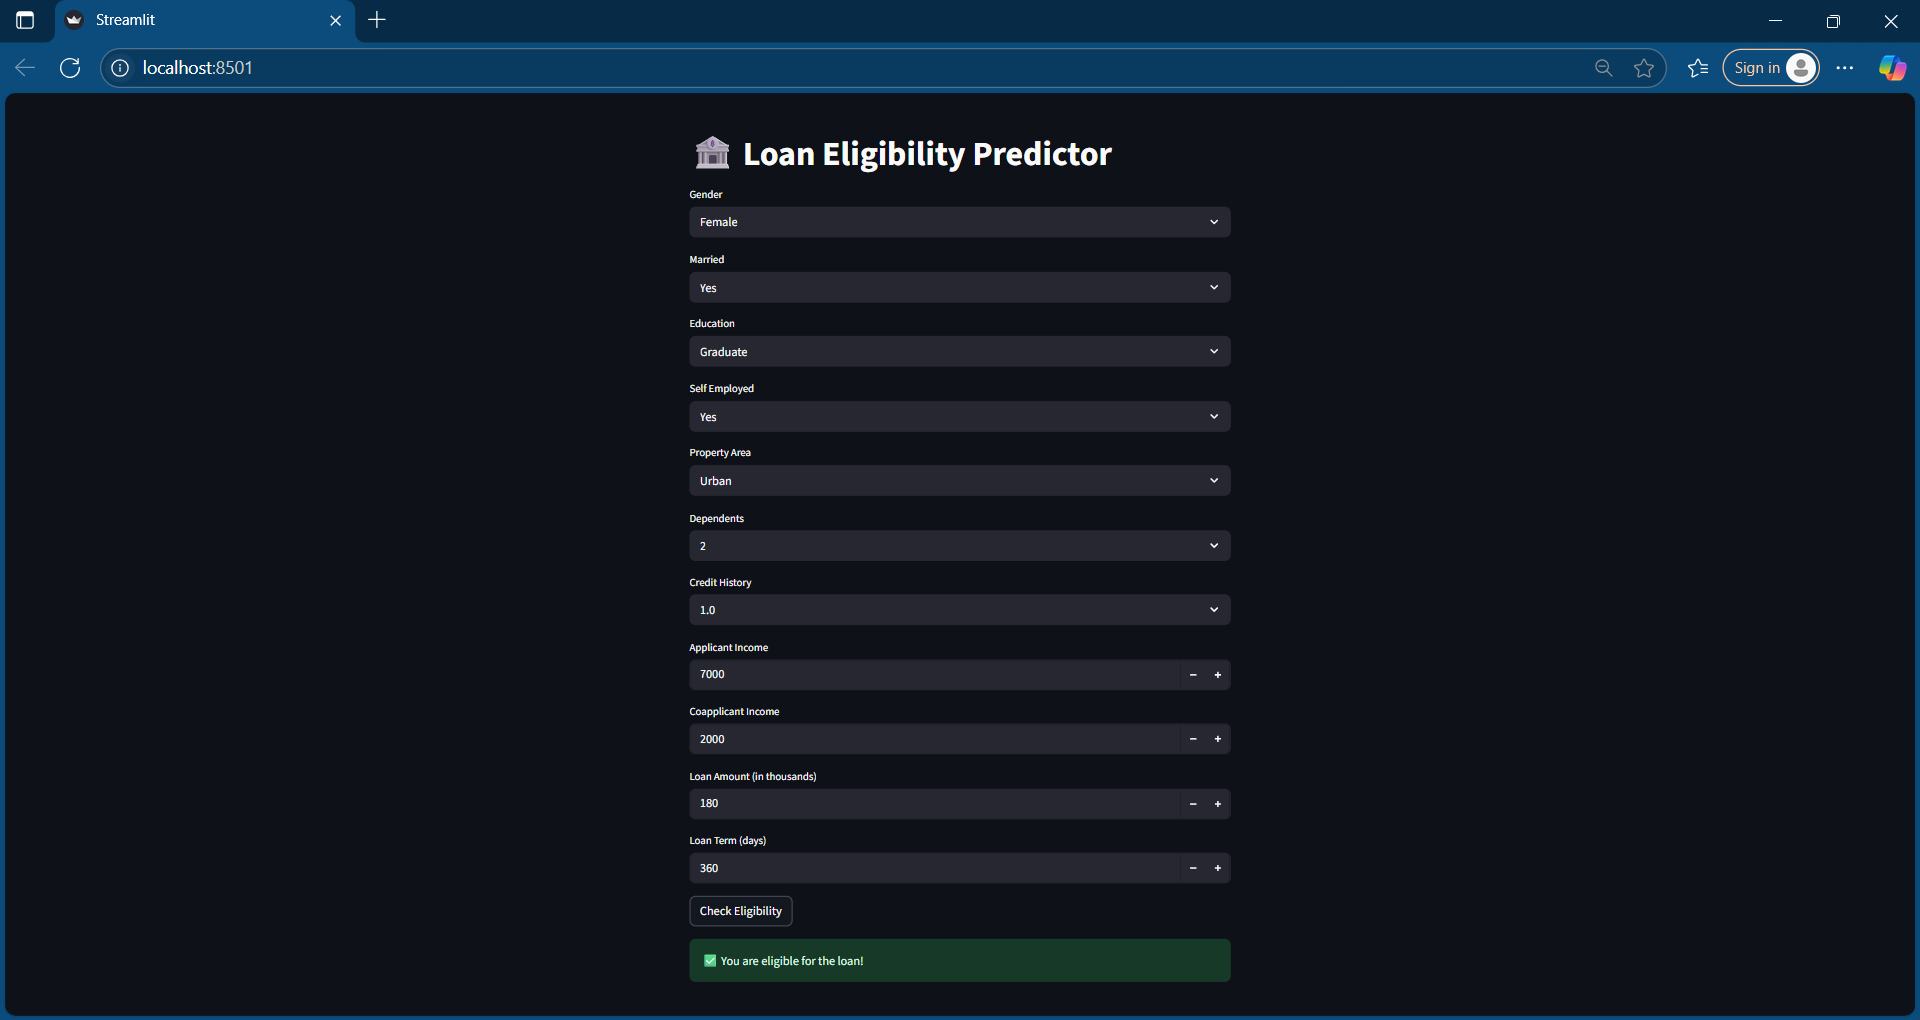 Streamlit
localhost:8501
Sign in
Loan Eligibility Predictor
Gender
Female
Married
Yes
Education
Graduate
Self Employed
Yes
Property Area
Urban
Dependents
2
Credit History
1.0
Applicant Income
7000
Coapplicant Income
2000
Loan Amount (in thousands)
180
Loan Term (days)
360
Check Eligibility
✅ You are eligible for the loan!